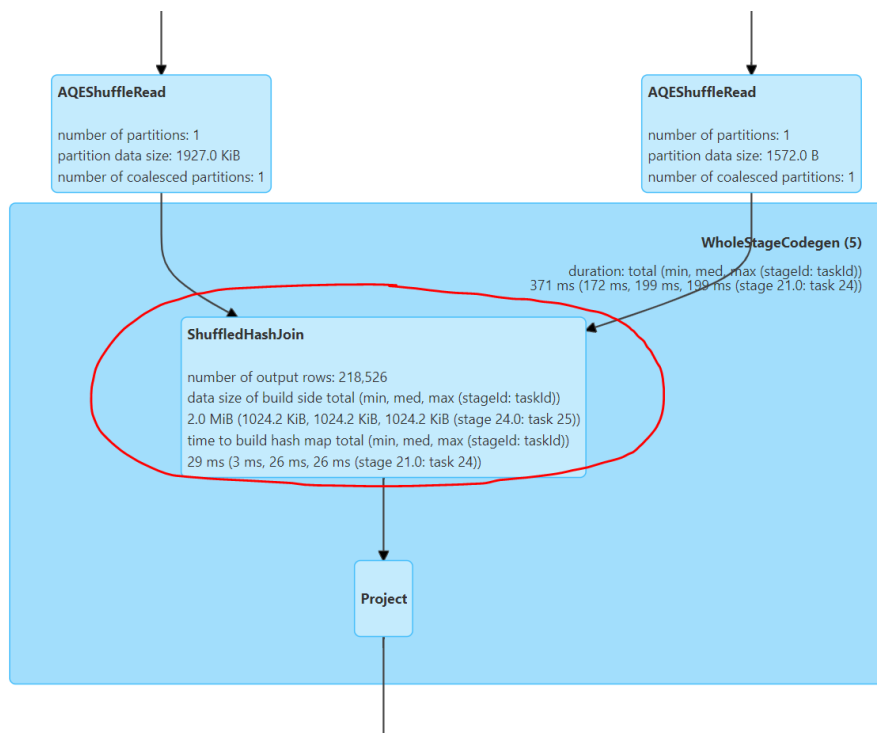 AQEShuffleRead
number of partitions: 1
partition data size: 1927.0 KiB
number of coalesced partitions: 1
AQEShuffleRead
number of partitions: 1
partition data size: 1572.0 B
number of coalesced partitions: 1
WholeStageCodegen (5)
duration: total (min, med, max (stageId: taskId))
371 ms (172 ms, 199 ms, 199 ms (stage 21.0: task 24))
ShuffledHashJoin
number of output rows: 218,526
data size of build side total (min, med, max (stageId: taskId))
2.0 MiB (1024.2 KiB, 1024.2 KiB, 1024.2 KiB (stage 24.0: task 25))
time to build hash map total (min, med, max (stageId: taskId))
29 ms (3 ms, 26 ms, 26 ms (stage 21.0: task 24))
Project